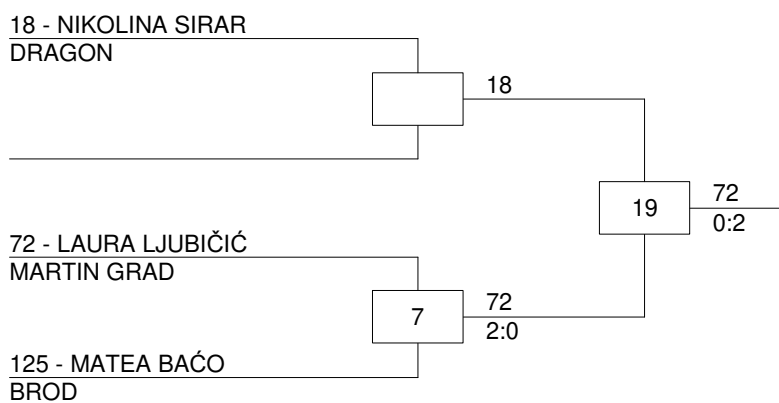 18 - NIKOLINA SIRAR
DRAGON
18
72
19
0:2
72 - LAURA LJUBIČIĆ
MARTIN GRAD
72
7
2:0
125 - MATEA BAĆO
BROD